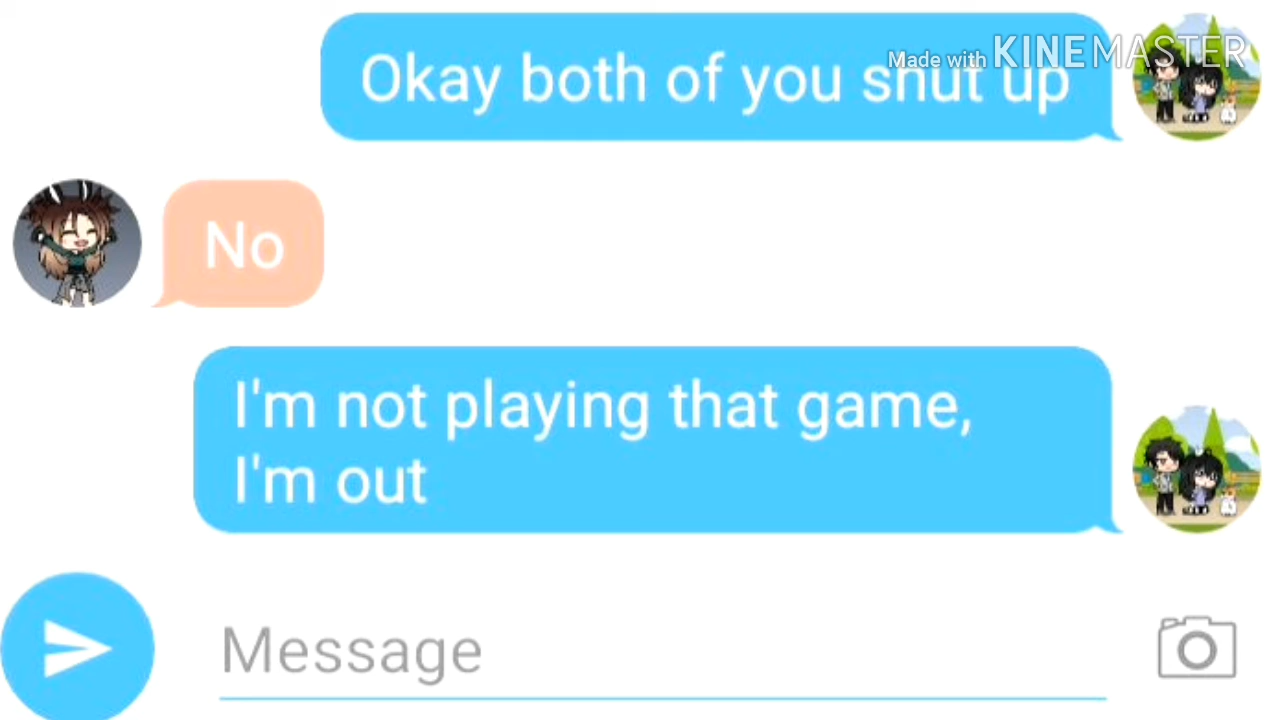 Made with KINEMASTER
Okay both of you shut up
No
I'm not playing that game,
I'm out
Message